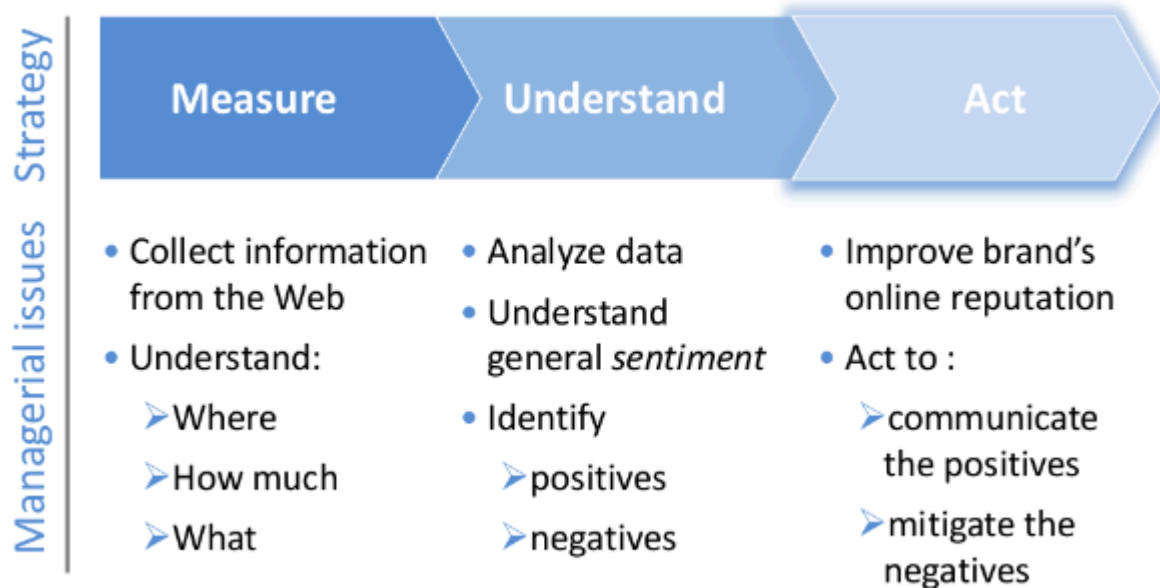 Strategy
Measure
Understand
Act
Managerial issues
• Collect information
from the Web
• Understand:
➢Where
➢How much
➢What
• Analyze data
• Understand
general sentiment
• Identify
➢positives
➢negatives
• Improve brand’s
online reputation
• Act to :
➢communicate
the positives
➢mitigate the
negatives